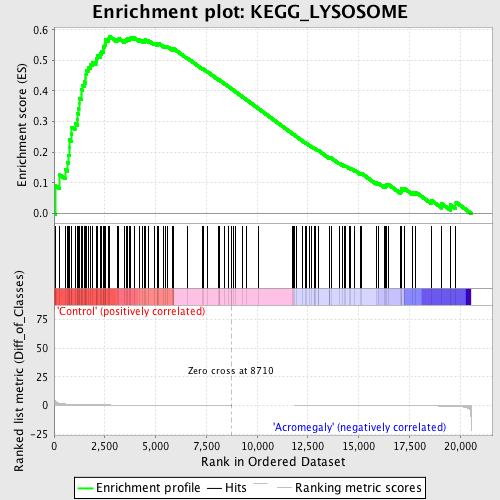 Enrichment plot: KEGG_LYSOSOME
Enrichment score (ES)
0.6
0.5
0.4
0.3
0.2
0.1
0.0
Ranked list metric (Diff_of_Classes)
'Control' (positively correlated)
75
50
Zero cross at 8710
25
0
'Acromegaly' (negatively correlated)
-25
0
2,500
5,000
7,500
10,000
12,500
15,000
17,500
20,000
Rank in Ordered Dataset
Enrichment profile
Hits
Ranking metric scores